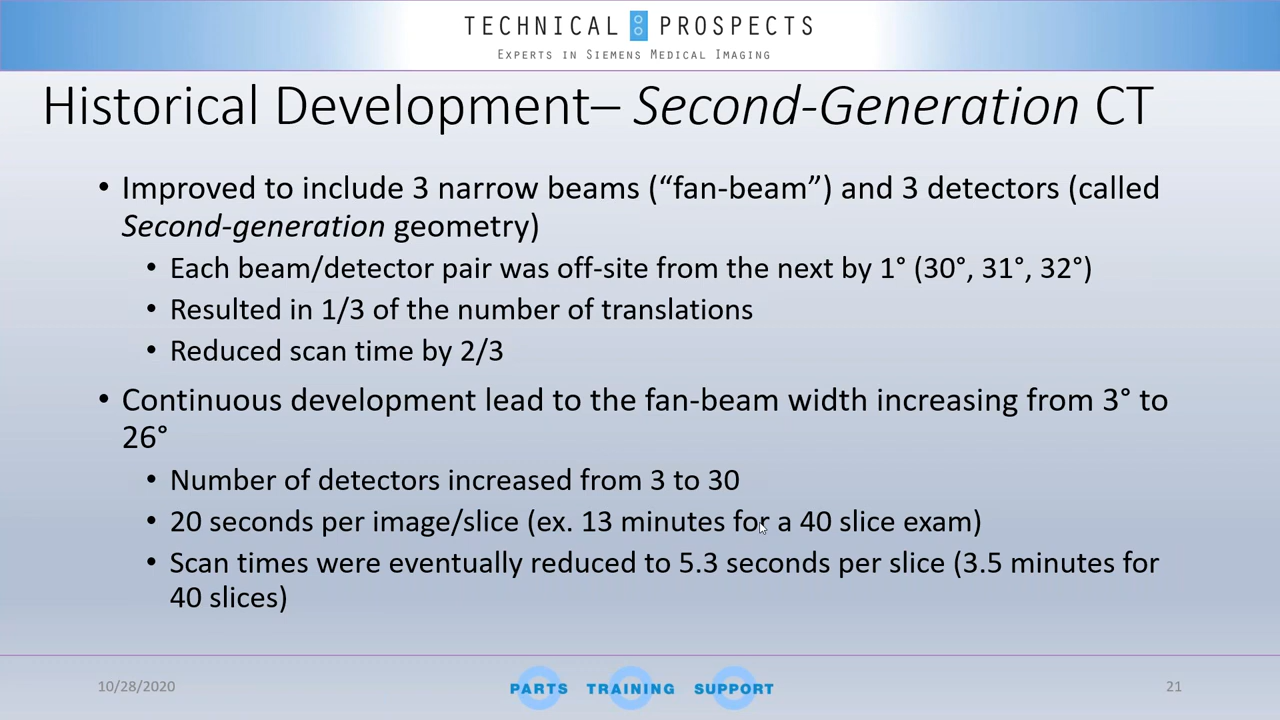 TECHNICAL PROSPECTS
EXPERTS IN SIEMENS MEDICAL IMAGING
Historical Development– Second-Generation CT
• Improved to include 3 narrow beams (“fan-beam”) and 3 detectors (called
Second-generation geometry)
• Each beam/detector pair was off-site from the next by 1° (30°, 31°, 32°)
• Resulted in 1/3 of the number of translations
• Reduced scan time by 2/3
• Continuous development lead to the fan-beam width increasing from 3° to
26°
• Number of detectors increased from 3 to 30
• 20 seconds per image/slice (ex. 13 minutes for a 40 slice exam)
• Scan times were eventually reduced to 5.3 seconds per slice (3.5 minutes for
40 slices)
10/28/2020
PARTS TRAINING SUPPORT
21